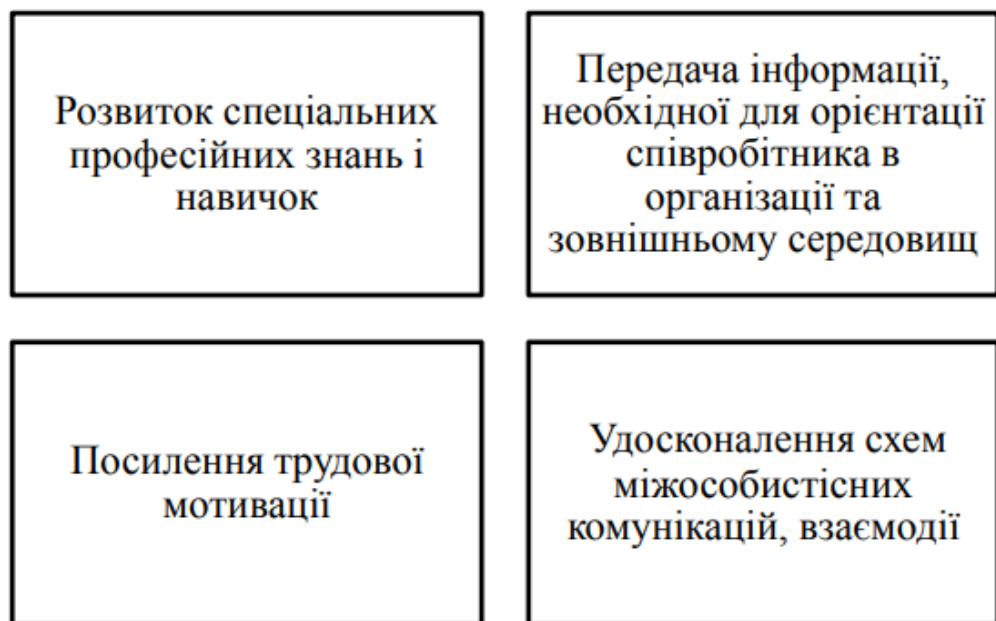 Розвиток спеціальних
професійних знань і
навичок
Передача інформації,
необхідної для орієнтації
співробітника в
організації та
зовнішньому середовищ
Посилення трудової
мотивації
Удосконалення схем
міжособистісних
комунікацій, взаємодії